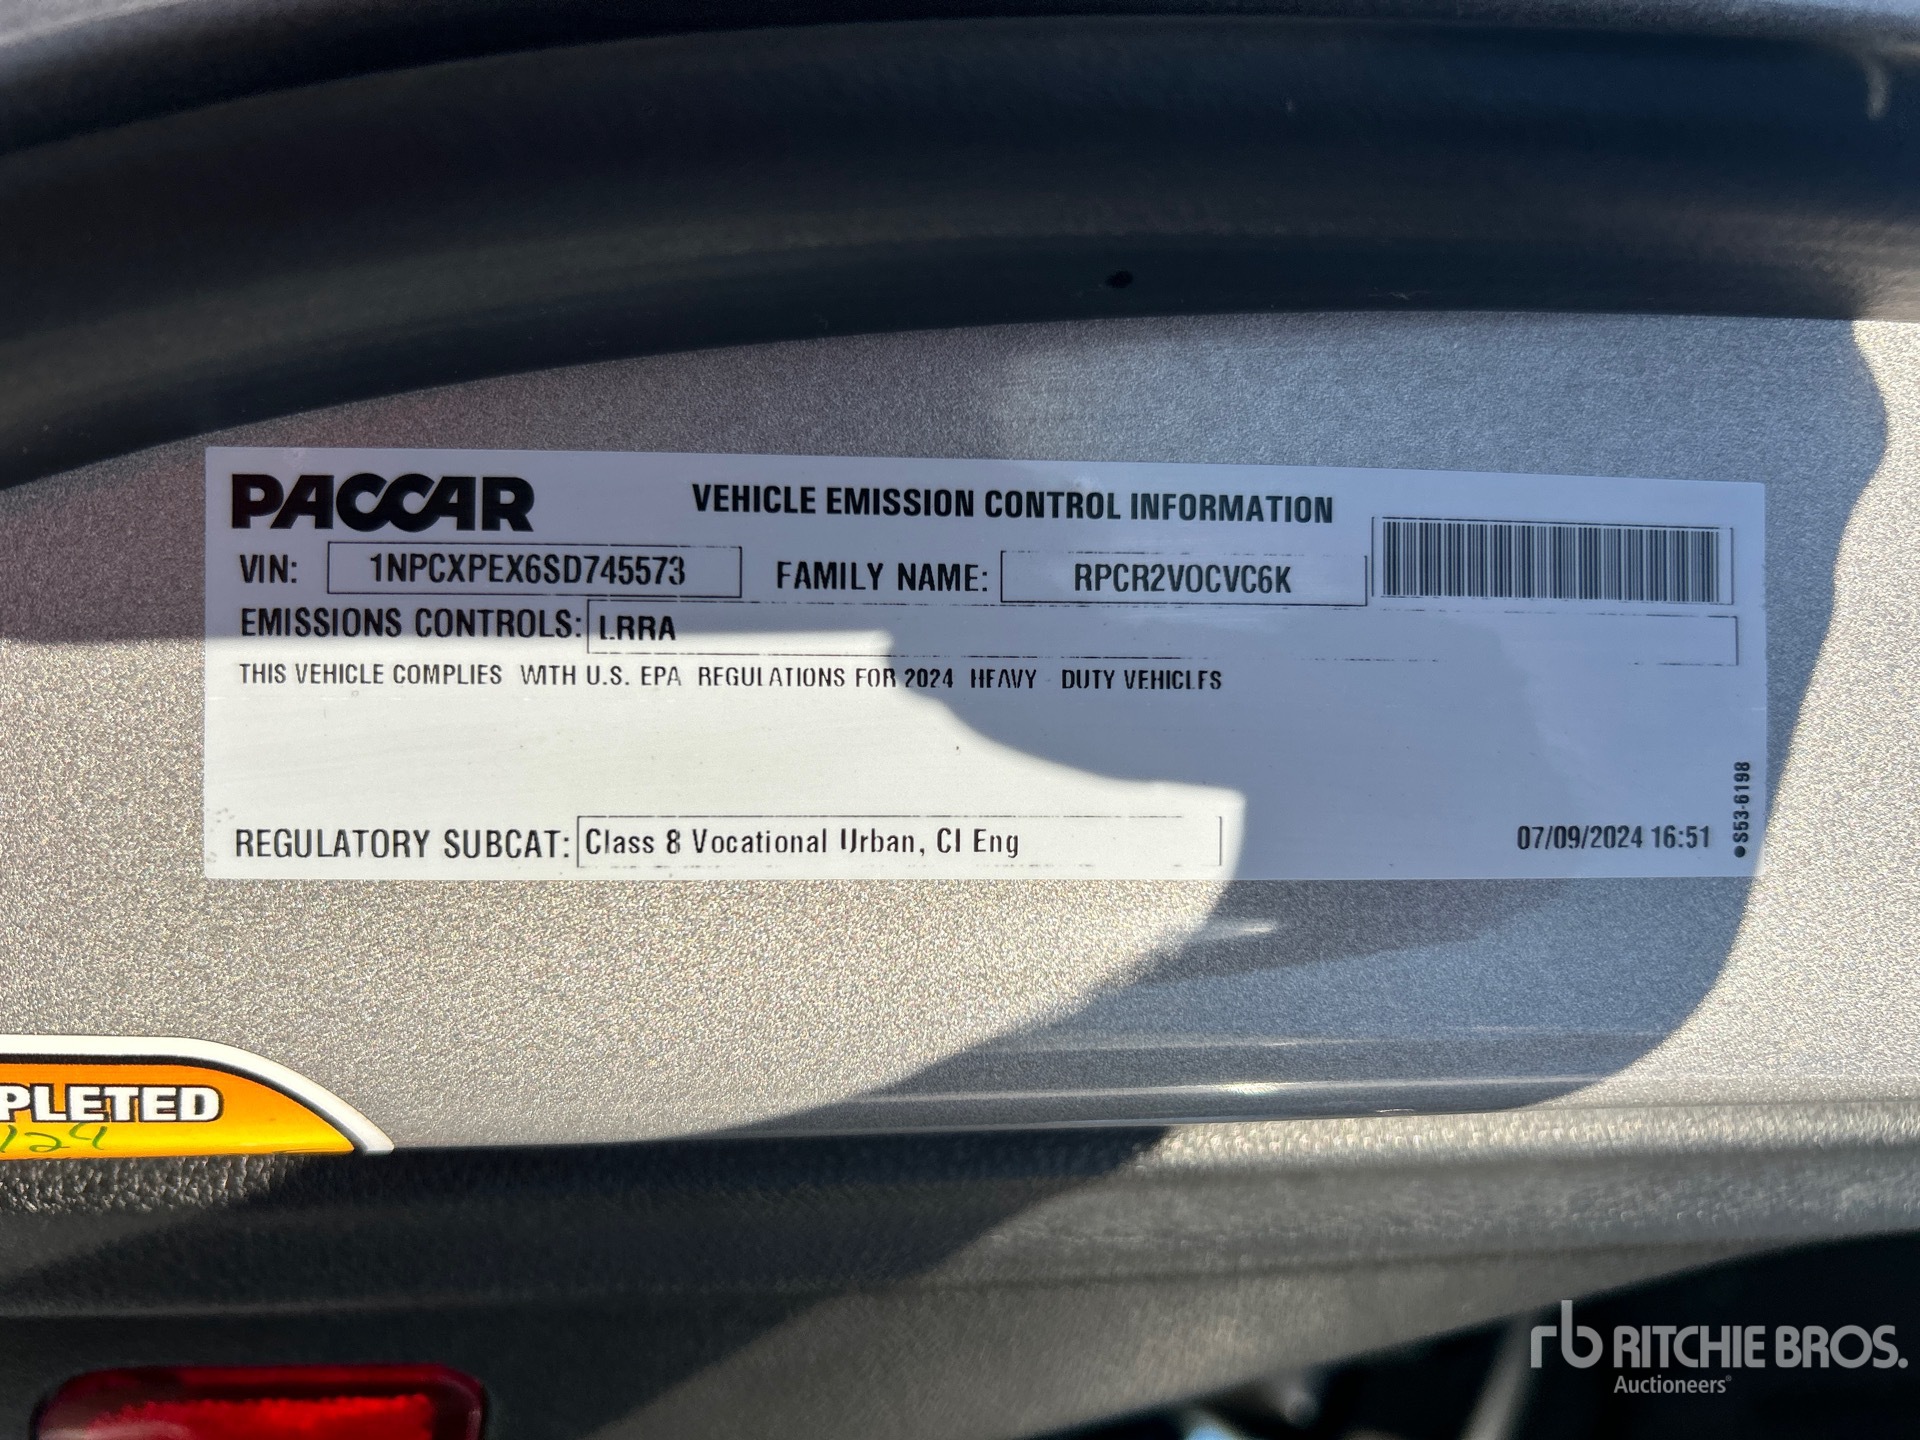 PACCAR VEHICLE EMISSION CONTROL INFORMATION
VIN: 1NPCXPEX6SD745573 FAMILY NAME: RPCR2VOCVC6K
EMISSIONS CONTROLS: LRRA
THIS VEHICLE COMPLIES WITH U.S. EPA REGULATIONS FOR 2024 HEAVY DUTY VEHICLES
REGULATORY SUBCAT: Class 8 Vocational Urban, CI Eng
07/09/2024 16:51
S53-6198
PLETED
rb RITCHIE BROS.
Auctioneers